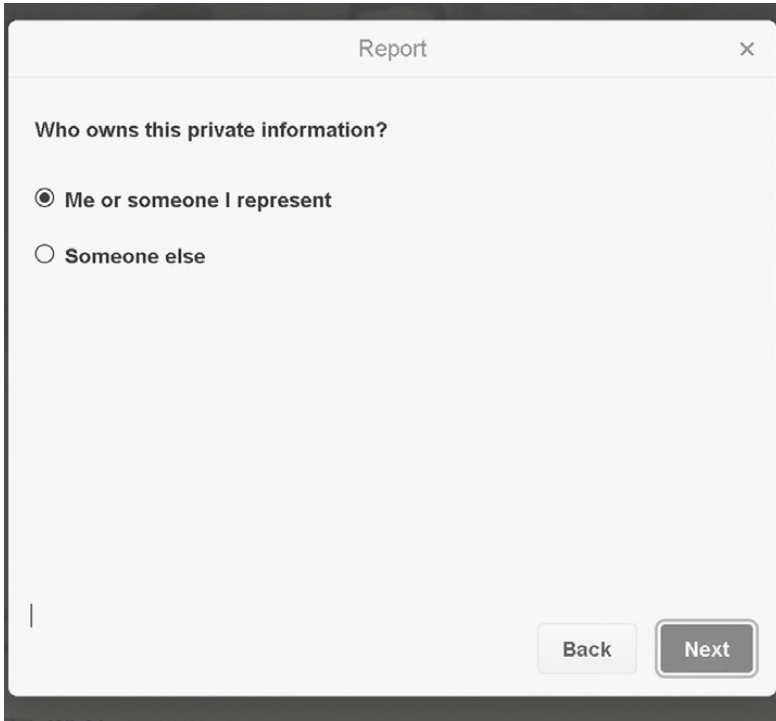 Report
Who owns this private information?
Me or someone I represent
Someone else
Back
Next